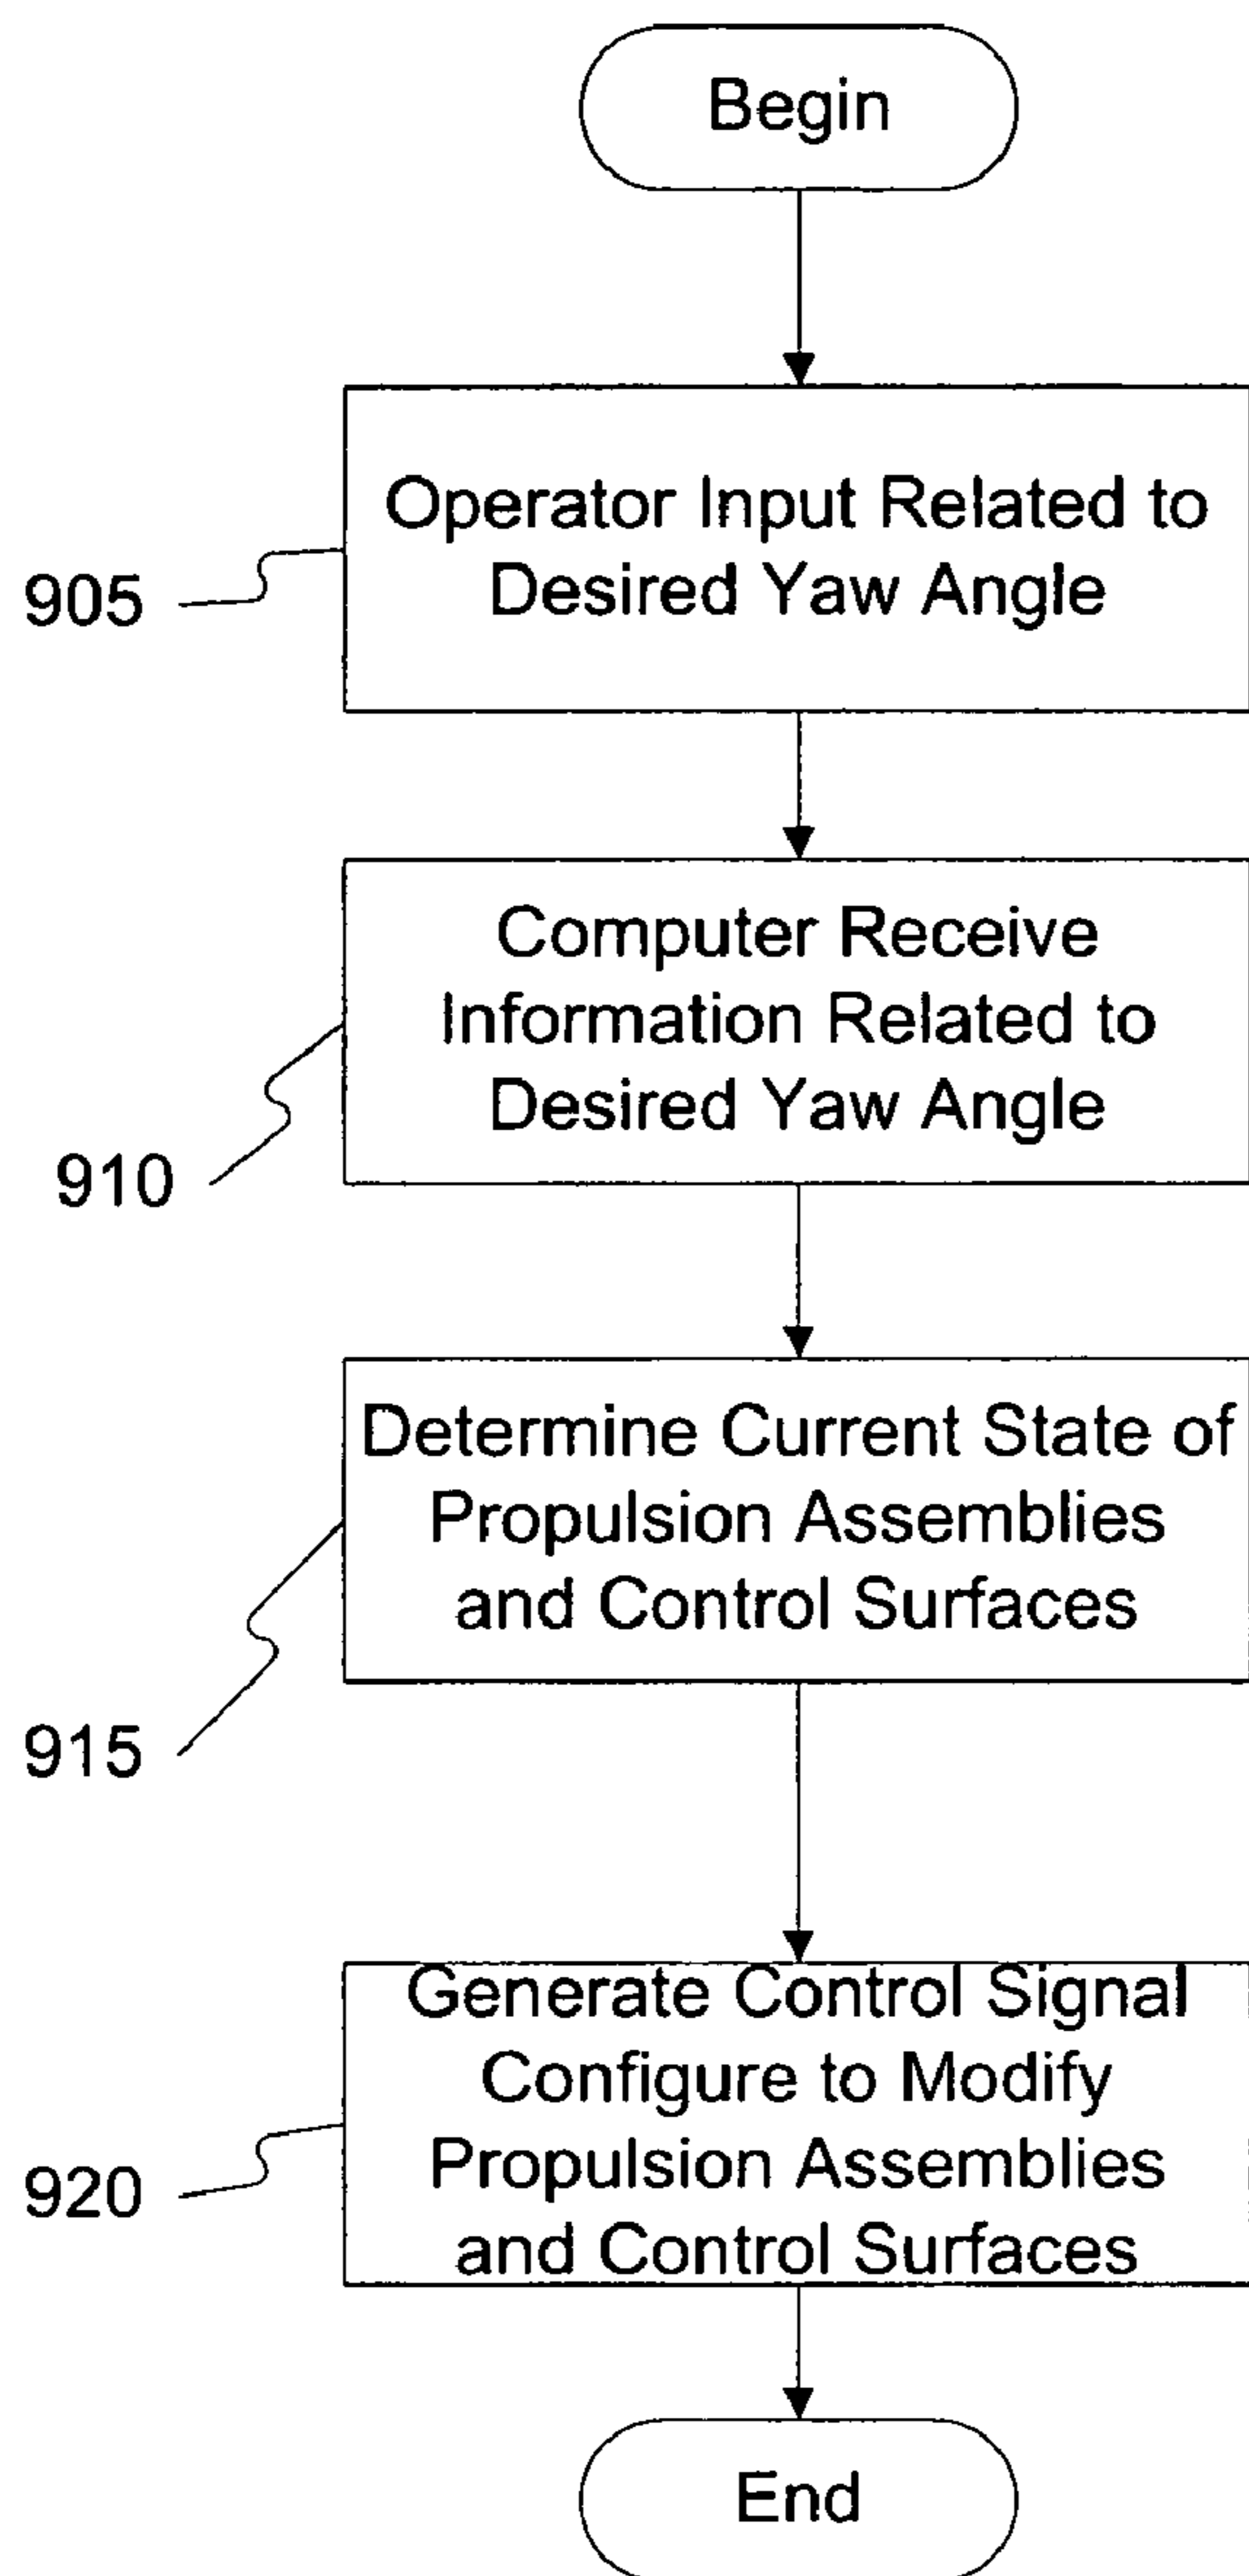 Begin
Operator Input Related to
Desired Yaw Angle
905
Computer Receive
Information Related to
Desired Yaw Angle
910
Determine Current State of
Propulsion Assemblies
and Control Surfaces
915
Generate Control Signal
Configure to Modify
Propulsion Assemblies
and Control Surfaces
920
End